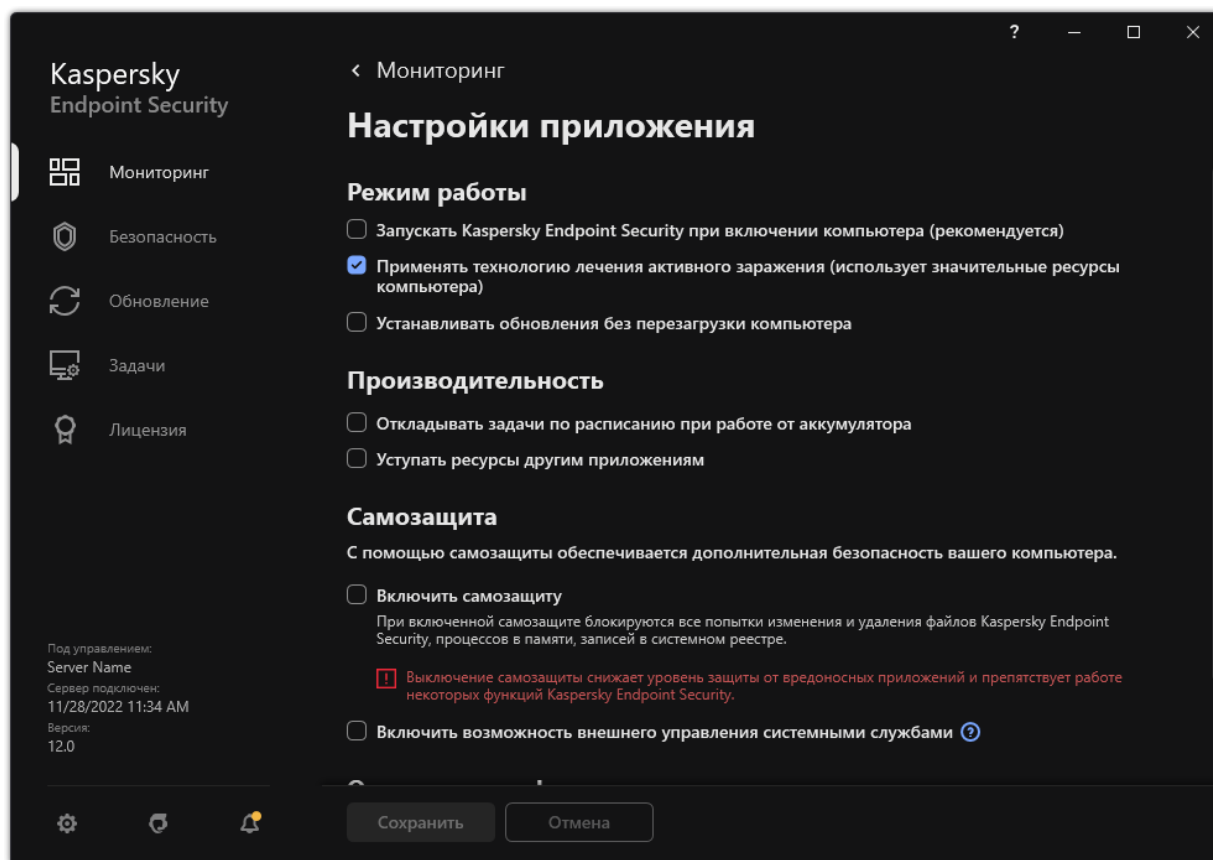 Kaspersky
Endpoint Security
Мониторинг
Безопасность
Обновление
Задачи
Лицензия
Под управлением:
Server Name
Сервер подключен:
11/28/2022 11:34 AM
Версия:
12.0
?
Мониторинг
Настройки приложения
Режим работы
Запускать Kaspersky Endpoint Security при включении компьютера (рекомендуется)
Применять технологию лечения активного заражения (использует значительные ресурсы
компьютера)
Устанавливать обновления без перезагрузки компьютера
Производительность
Откладывать задачи по расписанию при работе от аккумулятора
Уступать ресурсы другим приложениям
Самозащита
С помощью самозащиты обеспечивается дополнительная безопасность вашего компьютера.
Включить самозащиту
При включенной самозащите блокируются все попытки изменения и удаления файлов Kaspersky Endpoint
Security, процессов в памяти, записей в системном реестре.
Выключение самозащиты снижает уровень защиты от вредоносных приложений и препятствует работе
некоторых функций Kaspersky Endpoint Security.
Включить возможность внешнего управления системными службами ?
Сохранить
Отмена